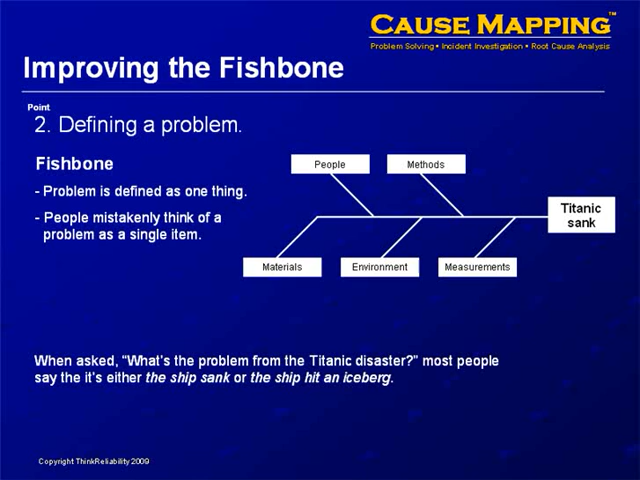 CAUSE MAPPING™
Problem Solving • Incident Investigation • Root Cause Analysis
Improving the Fishbone
Point
2. Defining a problem.
Fishbone
- Problem is defined as one thing.
- People mistakenly think of a
problem as a single item.
People
Methods
Titanic
sank
Materials
Environment
Measurements
When asked, "What's the problem from the Titanic disaster?" most people
say the it's either the ship sank or the ship hit an iceberg.
Copyright ThinkReliability 2009